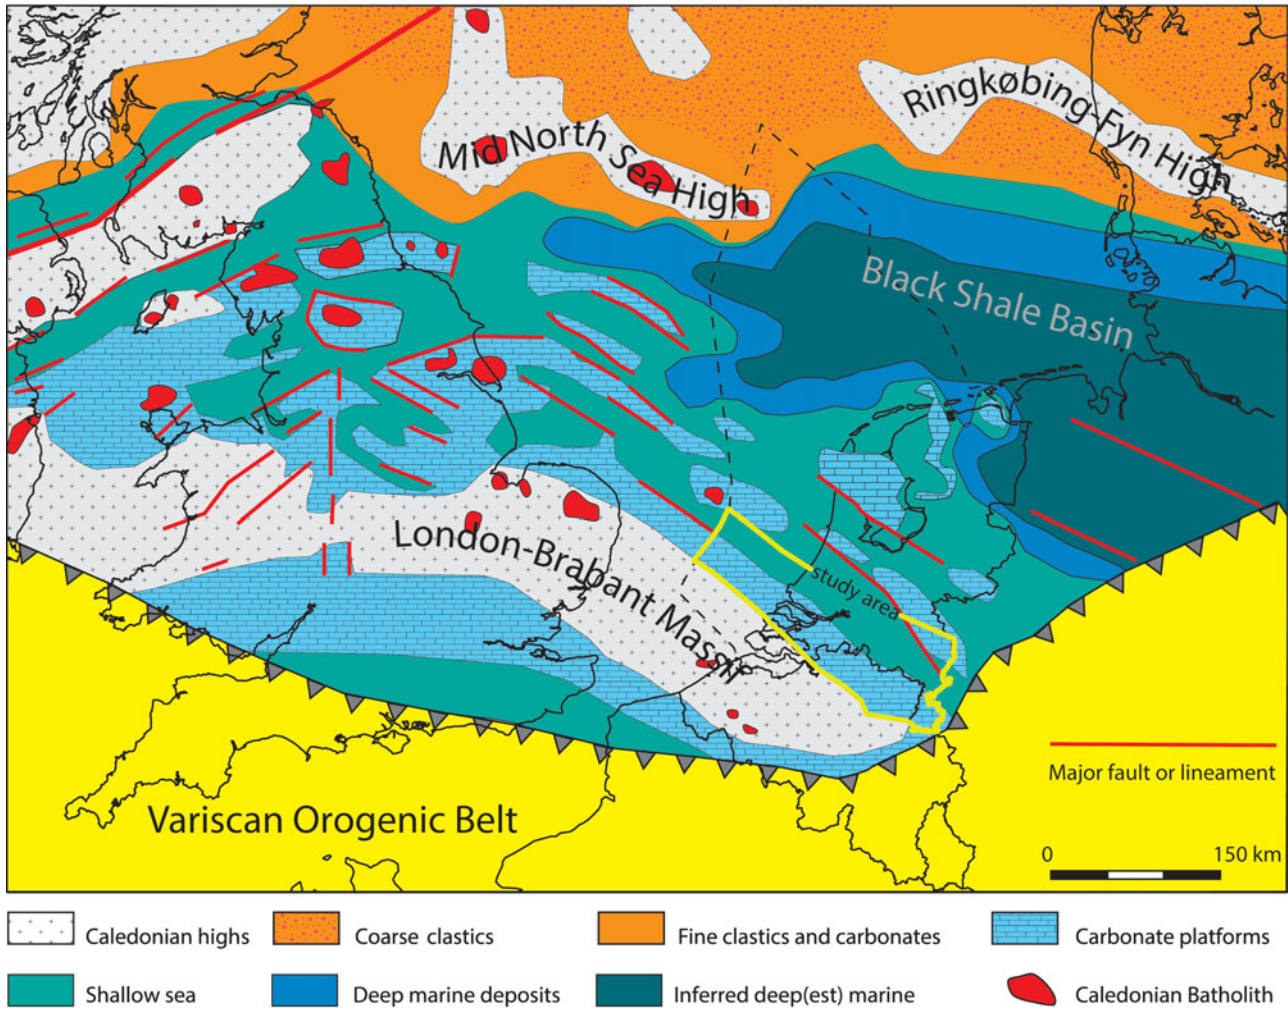 Ringkøbing-Fyn High
Mid North Sea High
Black Shale Basin
London-Brabant Massif
study area
Variscan Orogenic Belt
Major fault or lineament
0 150 km
Caledonian highs Coarse clastics Fine clastics and carbonates Carbonate platforms
Shallow sea Deep marine deposits Inferred deep(est) marine Caledonian Batholith